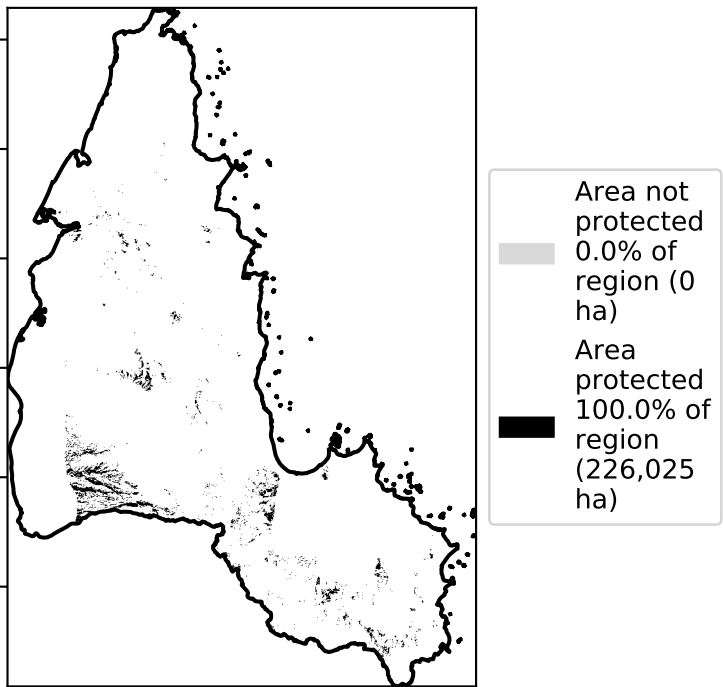 Area not
protected
0.0% of
region (0
ha)
Area
protected
100.0% of
region
(226,025
ha)